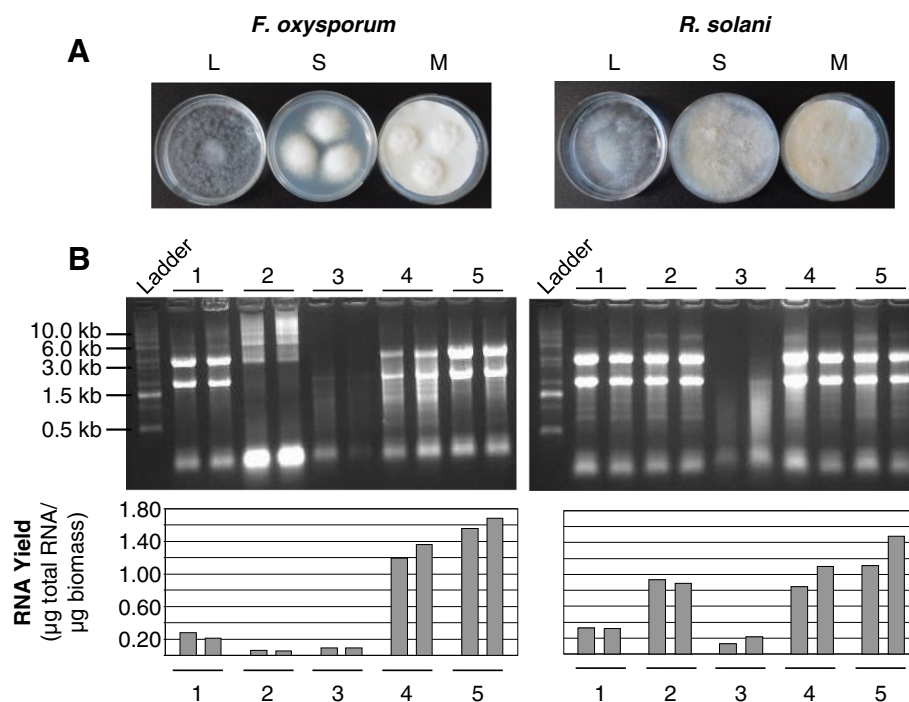 F. oxysporum
R. solani
A
L S M
L S M
B
Ladder
1 2 3 4 5
Ladder
1 2 3 4 5
10.0 kb
6.0 kb
3.0 kb
1.5 kb
0.5 kb
RNA Yield
(µg total RNA/
µg biomass)
1.80
1.40
1.00
0.60
0.20
1 2 3 4 5
1 2 3 4 5